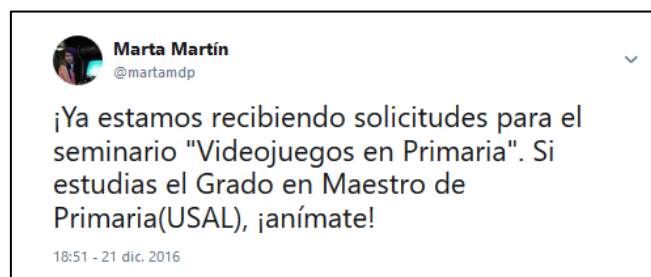 Marta Martín
@martamdp
¡Ya estamos recibiendo solicitudes para el
seminario "Videojuegos en Primaria". Si
estudias el Grado en Maestro de
Primaria(USAL), ¡anímate!
18:51 - 21 dic. 2016